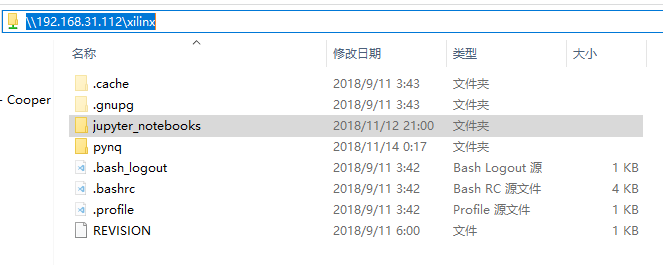 \\192.168.31.112\xilinx
名称 修改日期 类型 大小
.cache 2018/9/11 3:43 文件夹
- Cooper
.gnupg 2018/9/11 3:43 文件夹
jupyter_notebooks 2018/11/12 21:00 文件夹
pynq 2018/11/14 0:17 文件夹
.bash_logout 2018/9/11 3:42 Bash Logout 源 1 KB
.bashrc 2018/9/11 3:42 Bash RC 源文件 4 KB
.profile 2018/9/11 3:42 Profile 源文件 1 KB
REVISION 2018/9/11 6:00 文件 1 KB